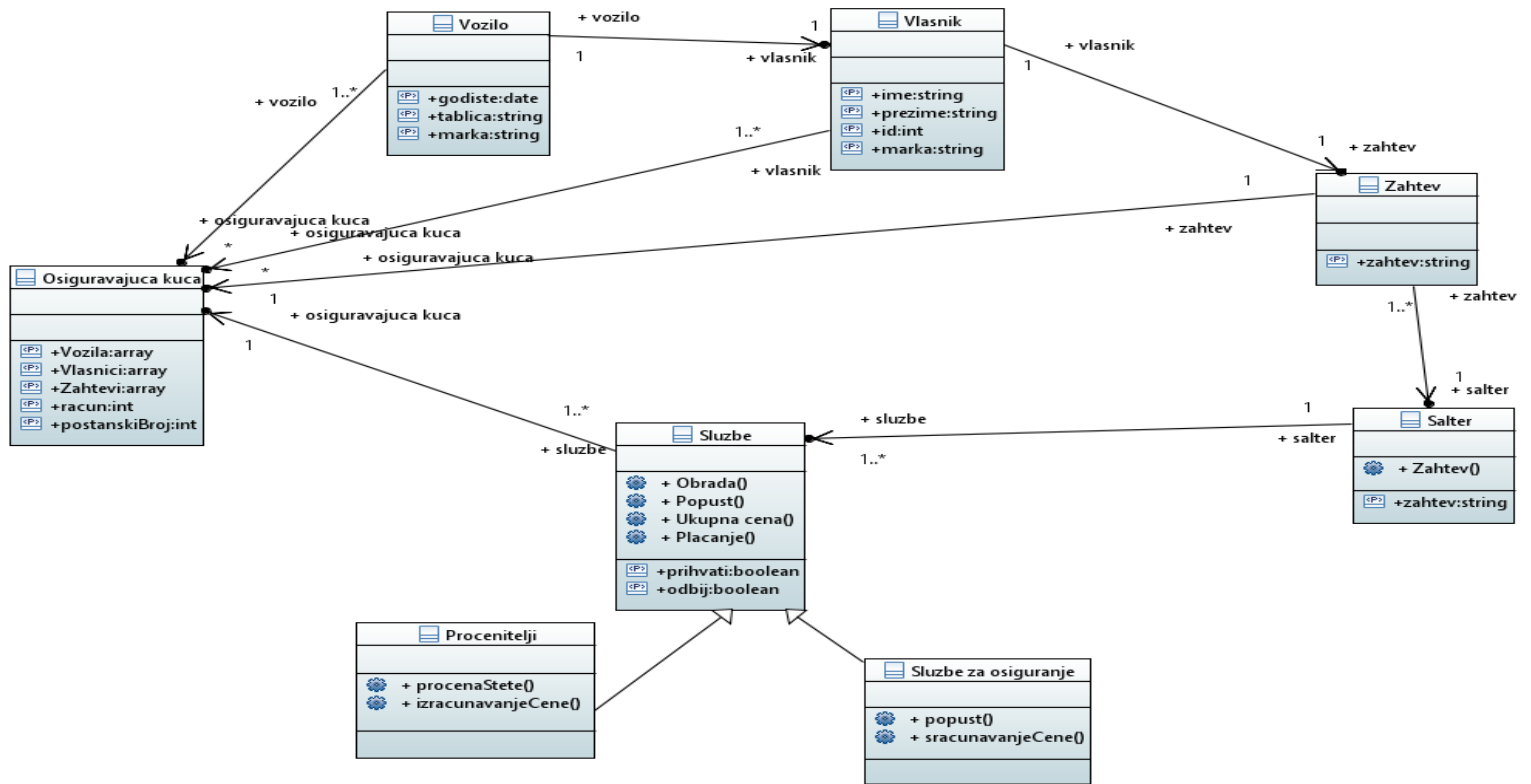 Vozilo
+godiste:date
+tablica:string
+marka:string
+ vozilo
1
1
+ vlasnik
Vlasnik
+ime:string
+prezime:string
+id:int
+marka:string
+ vlasnik
1
1
+ zahtev
1..*
+ vozilo
+ osiguravajuca kuca
*
1..*
+ vlasnik
+ osiguravajuca kuca
*
1
+ zahtev
+ osiguravajuca kuca
1
Zahtev
+zahtev:string
+ zahtev
1..*
1
+ salter
Osiguravajuca kuca
+Vozila:array
+Vlasnici:array
+Zahtevi:array
+racun:int
+postanskiBroj:int
+ osiguravajuca kuca
1
1..*
+ sluzbe
Sluzbe
+ Obrada()
+ Popust()
+ Ukupna cena()
+ Placanje()
+prihvati:boolean
+odbij:boolean
+ sluzbe
1..*
1
+ salter
Salter
+ Zahtev()
+zahtev:string
Procenitelji
+ procenaStete()
+ izracunavanjeCene()
Sluzbe za osiguranje
+ popust()
+ sracunavanjeCene()